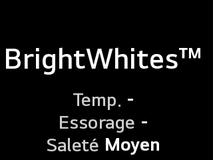 BrightWhites™
Temp. -
Essorage -
Saleté Moyen